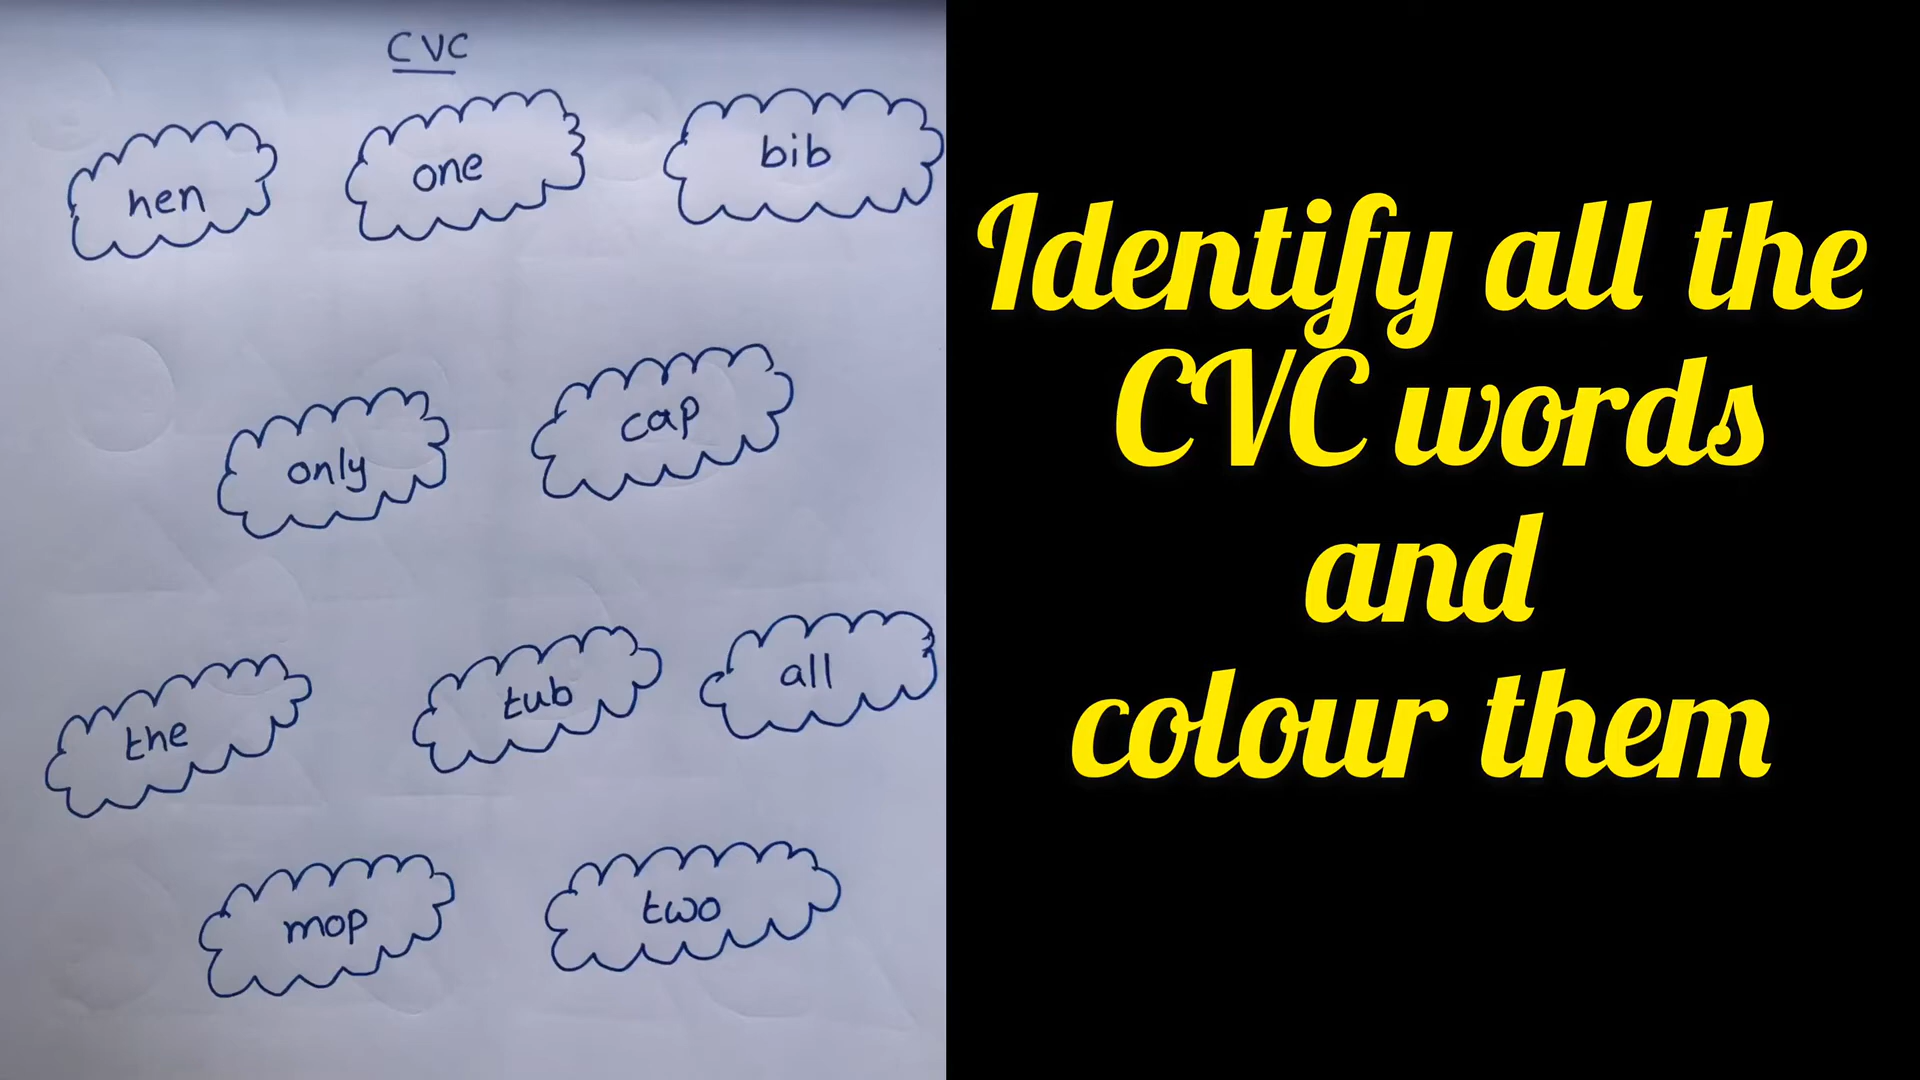 CVC
hen
one
bib
only
cap
the
tub
all
mop
two
Identify all the
CVC words
and
colour them